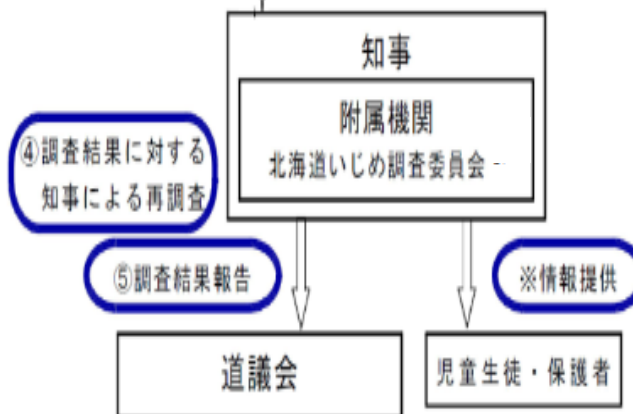 知事
附属機関
北海道いじめ調査委員会
④調査結果に対する
知事による再調査
⑤調査結果報告
※情報提供
道議会
児童生徒・保護者